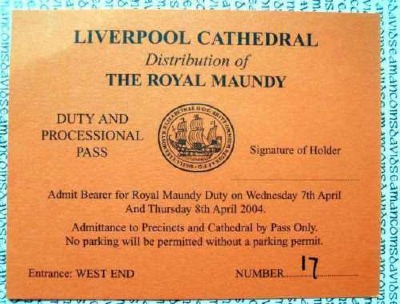 LIVERPOOL CATHEDRAL
Distribution of
THE ROYAL MAUNDY
DUTY AND
PROCESSIONAL
PASS
Signature of Holder
Admit Bearer for Royal Maundy Duty on Wednesday 7th April
And Thursday 8th April 2004.
Admittance to Precincts and Cathedral by Pass Only.
No parking will be permitted without a parking permit.
Entrance: WEST END
NUMBER 17